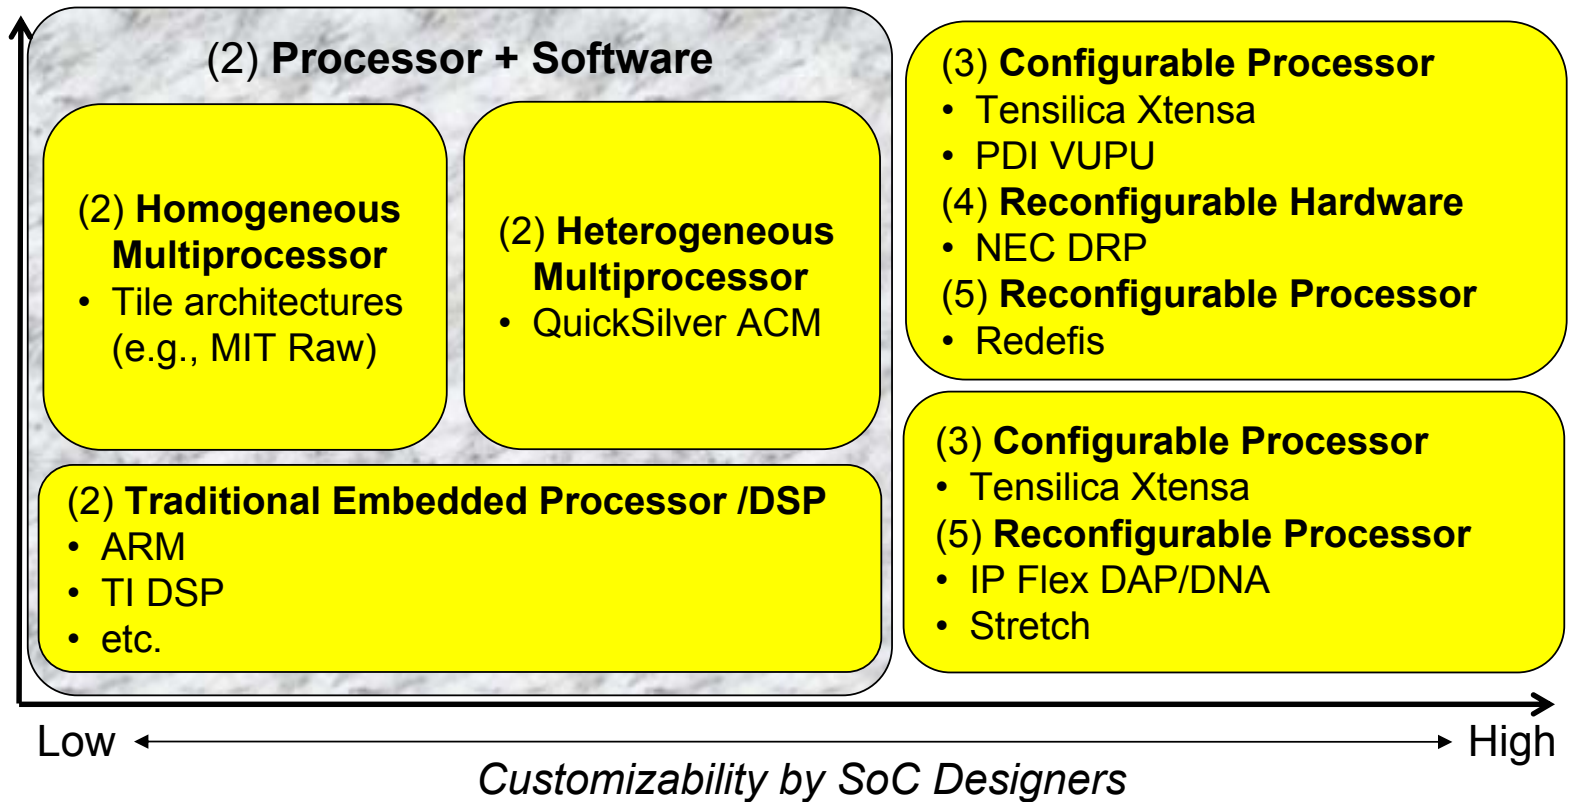 (2) Processor + Software
(2) Homogeneous
Multiprocessor
• Tile architectures
(e.g., MIT Raw)
(2) Heterogeneous
Multiprocessor
• QuickSilver ACM
(2) Traditional Embedded Processor /DSP
• ARM
• TI DSP
• etc.
(3) Configurable Processor
• Tensilica Xtensa
• PDI VUPU
(4) Reconfigurable Hardware
• NEC DRP
(5) Reconfigurable Processor
• Redefis
(3) Configurable Processor
• Tensilica Xtensa
(5) Reconfigurable Processor
• IP Flex DAP/DNA
• Stretch
Low High
Customizability by SoC Designers